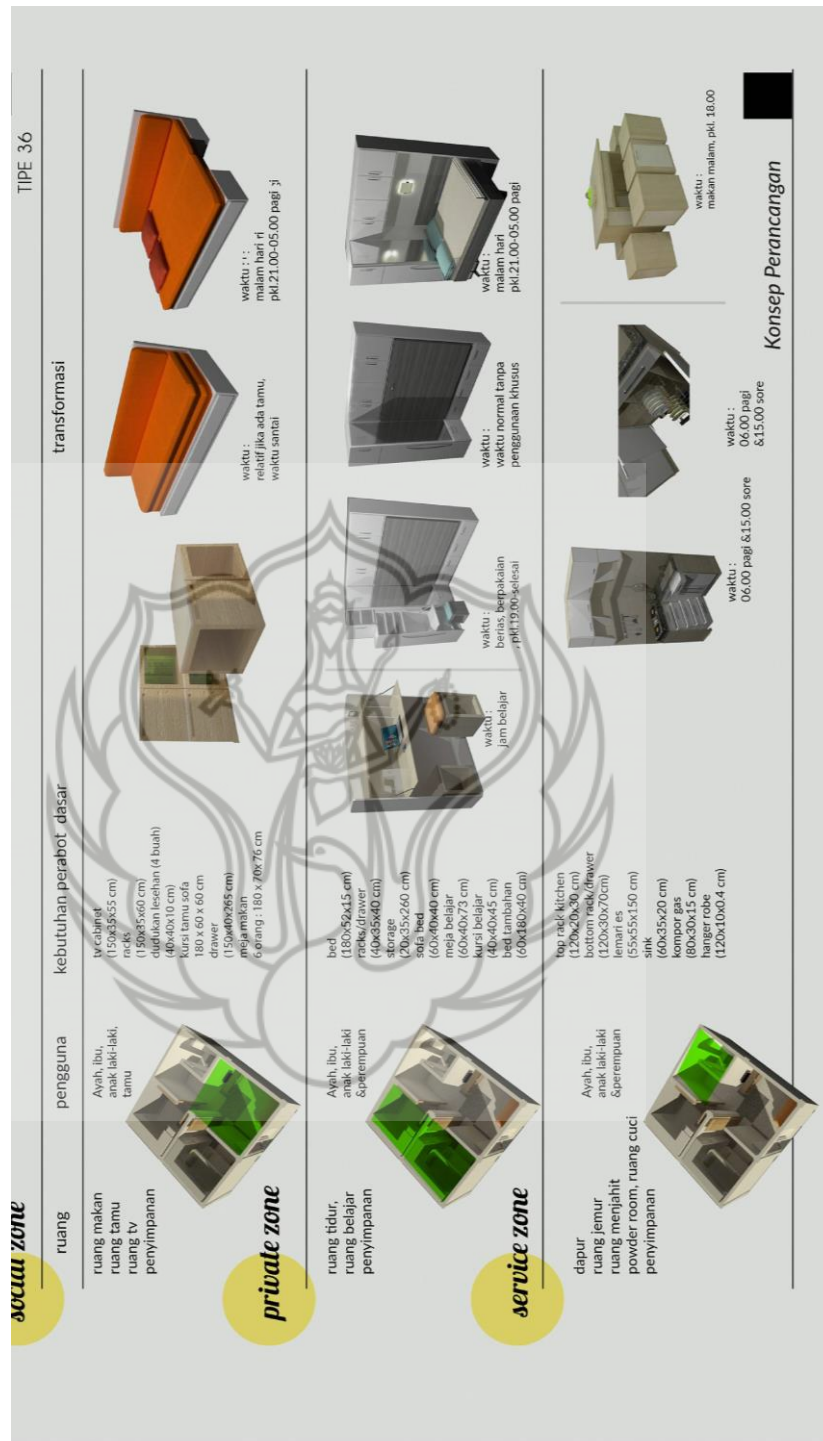 TIPE 36
social zone
ruang
pengguna
kebutuhan perabot dasar
transformasi
ruang makan
ruang tamu
ruang tv
penyimpanan
Ayah, ibu,
anak laki-laki,
tamu
tv cabinet
(150x35x55 cm)
racks
(150x35x60 cm)
dudukan lesehan (4 buah)
(40x40x10 cm)
kursi tamu sofa
180 x 60 x 60 cm
drawer
(150x40x265 cm)
meja makan
6 orang : 180 x 70x 76 cm
waktu :
relatif jika ada tamu,
waktu santai
waktu :
malam hari
pkl.21.00-05.00 pagi
private zone
ruang tidur,
ruang belajar
penyimpanan
Ayah, ibu,
anak laki-laki
&perempuan
bed
(180x52x15 cm)
racks/drawer
(40x35x40 cm)
storage
(20x35x260 cm)
sofa bed
(60x40x40 cm)
meja belajar
(60x40x73 cm)
kursi belajar
(40x40x45 cm)
bed tambahan
(60x180x40 cm)
waktu :
jam belajar
waktu :
berias, berpakaian
, pkl.19.00-selesai
waktu :
waktu normal tanpa
penggunaan khusus
waktu :
malam hari
pkl.21.00-05.00 pagi
service zone
dapur
ruang jemur
ruang menjahit
powder room, ruang cuci
penyimpanan
Ayah, ibu,
anak laki-laki
&perempuan
top rack kitchen
(120x20x30 cm)
bottom rack/drawer
(120x30x70cm)
lemari es
(55x55x150 cm)
sink
(60x35x20 cm)
kompor gas
(80x30x15 cm)
hanger robe
(120x10x0.4 cm)
waktu :
06.00 pagi &15.00 sore
waktu :
06.00 pagi
&15.00 sore
waktu :
makan malam, pkl. 18.00
Konsep Perancangan